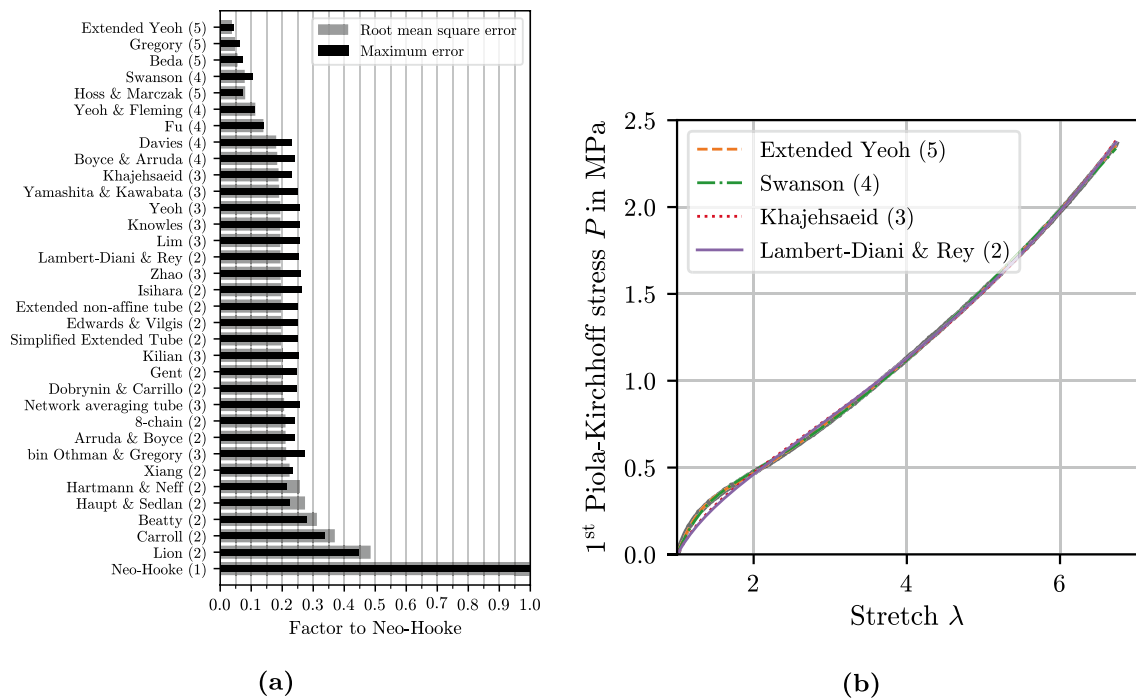 Extended Yeoh (5)
Gregory (5)
Beda (5)
Swanson (4)
Hoss & Marczak (5)
Yeoh & Fleming (4)
Fu (4)
Davies (4)
Boyce & Arruda (4)
Khajehsaeid (3)
Yamashita & Kawabata (3)
Yeoh (3)
Knowles (3)
Lim (3)
Lambert-Diani & Rey (2)
Zhao (3)
Isihara (2)
Extended non-affine tube (2)
Edwards & Vilgis (2)
Simplified Extended Tube (2)
Kilian (3)
Gent (2)
Dobrynin & Carrillo (2)
Network averaging tube (3)
8-chain (2)
Arruda & Boyce (2)
bin Othman & Gregory (3)
Xiang (2)
Hartmann & Neff (2)
Haupt & Sedlan (2)
Beatty (2)
Carroll (2)
Lion (2)
Neo-Hooke (1)
0.0 0.1 0.2 0.3 0.4 0.5 0.6 0.7 0.8 0.9 1.0
Factor to Neo-Hooke
Root mean square error
Maximum error
(a)
1st Piola-Kirchhoff stress P in MPa
2.5
2.0
1.5
1.0
0.5
0.0
Extended Yeoh (5)
Swanson (4)
Khajehsaeid (3)
Lambert-Diani & Rey (2)
2 4 6
Stretch λ
(b)